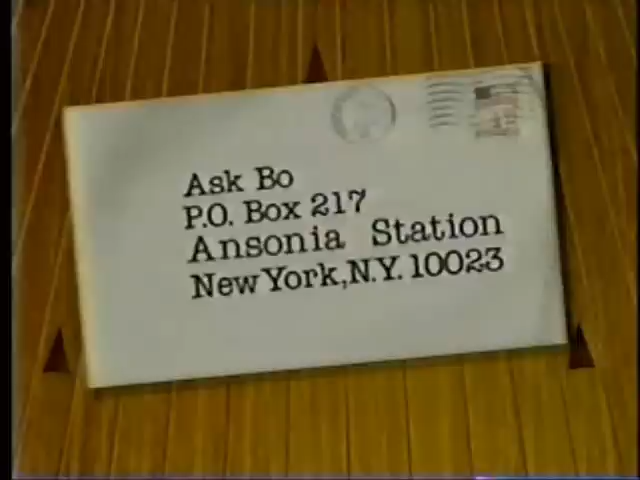 Ask Bo
P.O. Box 217
Ansonia Station
New York, N.Y. 10023